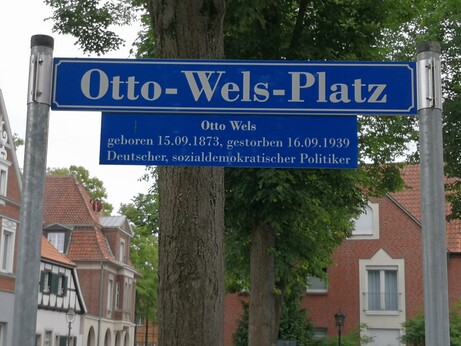 Otto-Wels-Platz
Otto Wels
geboren 15.09.1873, gestorben 16.09.1939
Deutscher, sozialdemokratischer Politiker